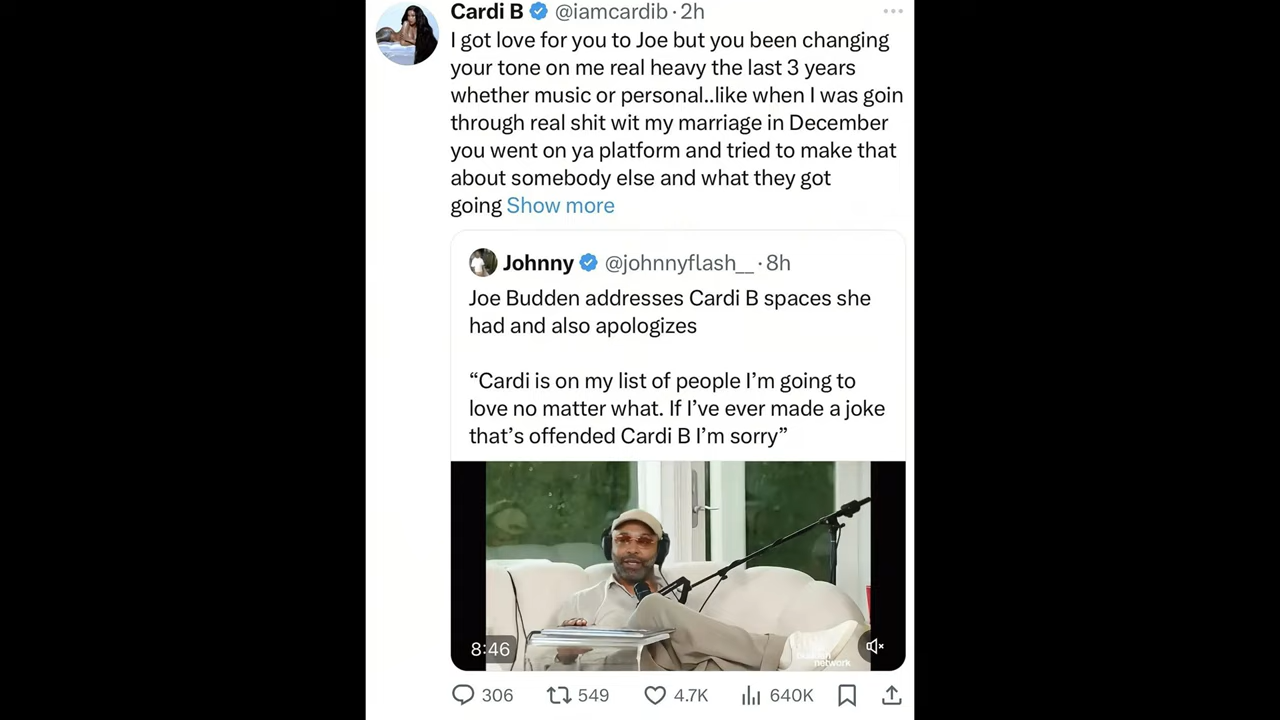 Cardi B @iamcardib · 2h
I got love for you to Joe but you been changing
your tone on me real heavy the last 3 years
whether music or personal..like when I was goin
through real shit wit my marriage in December
you went on ya platform and tried to make that
about somebody else and what they got
going Show more
Johnny @johnnyflash__ · 8h
Joe Budden addresses Cardi B spaces she
had and also apologizes
“Cardi is on my list of people I’m going to
love no matter what. If I’ve ever made a joke
that’s offended Cardi B I’m sorry”
8:46
network
306 549 4.7K 640K